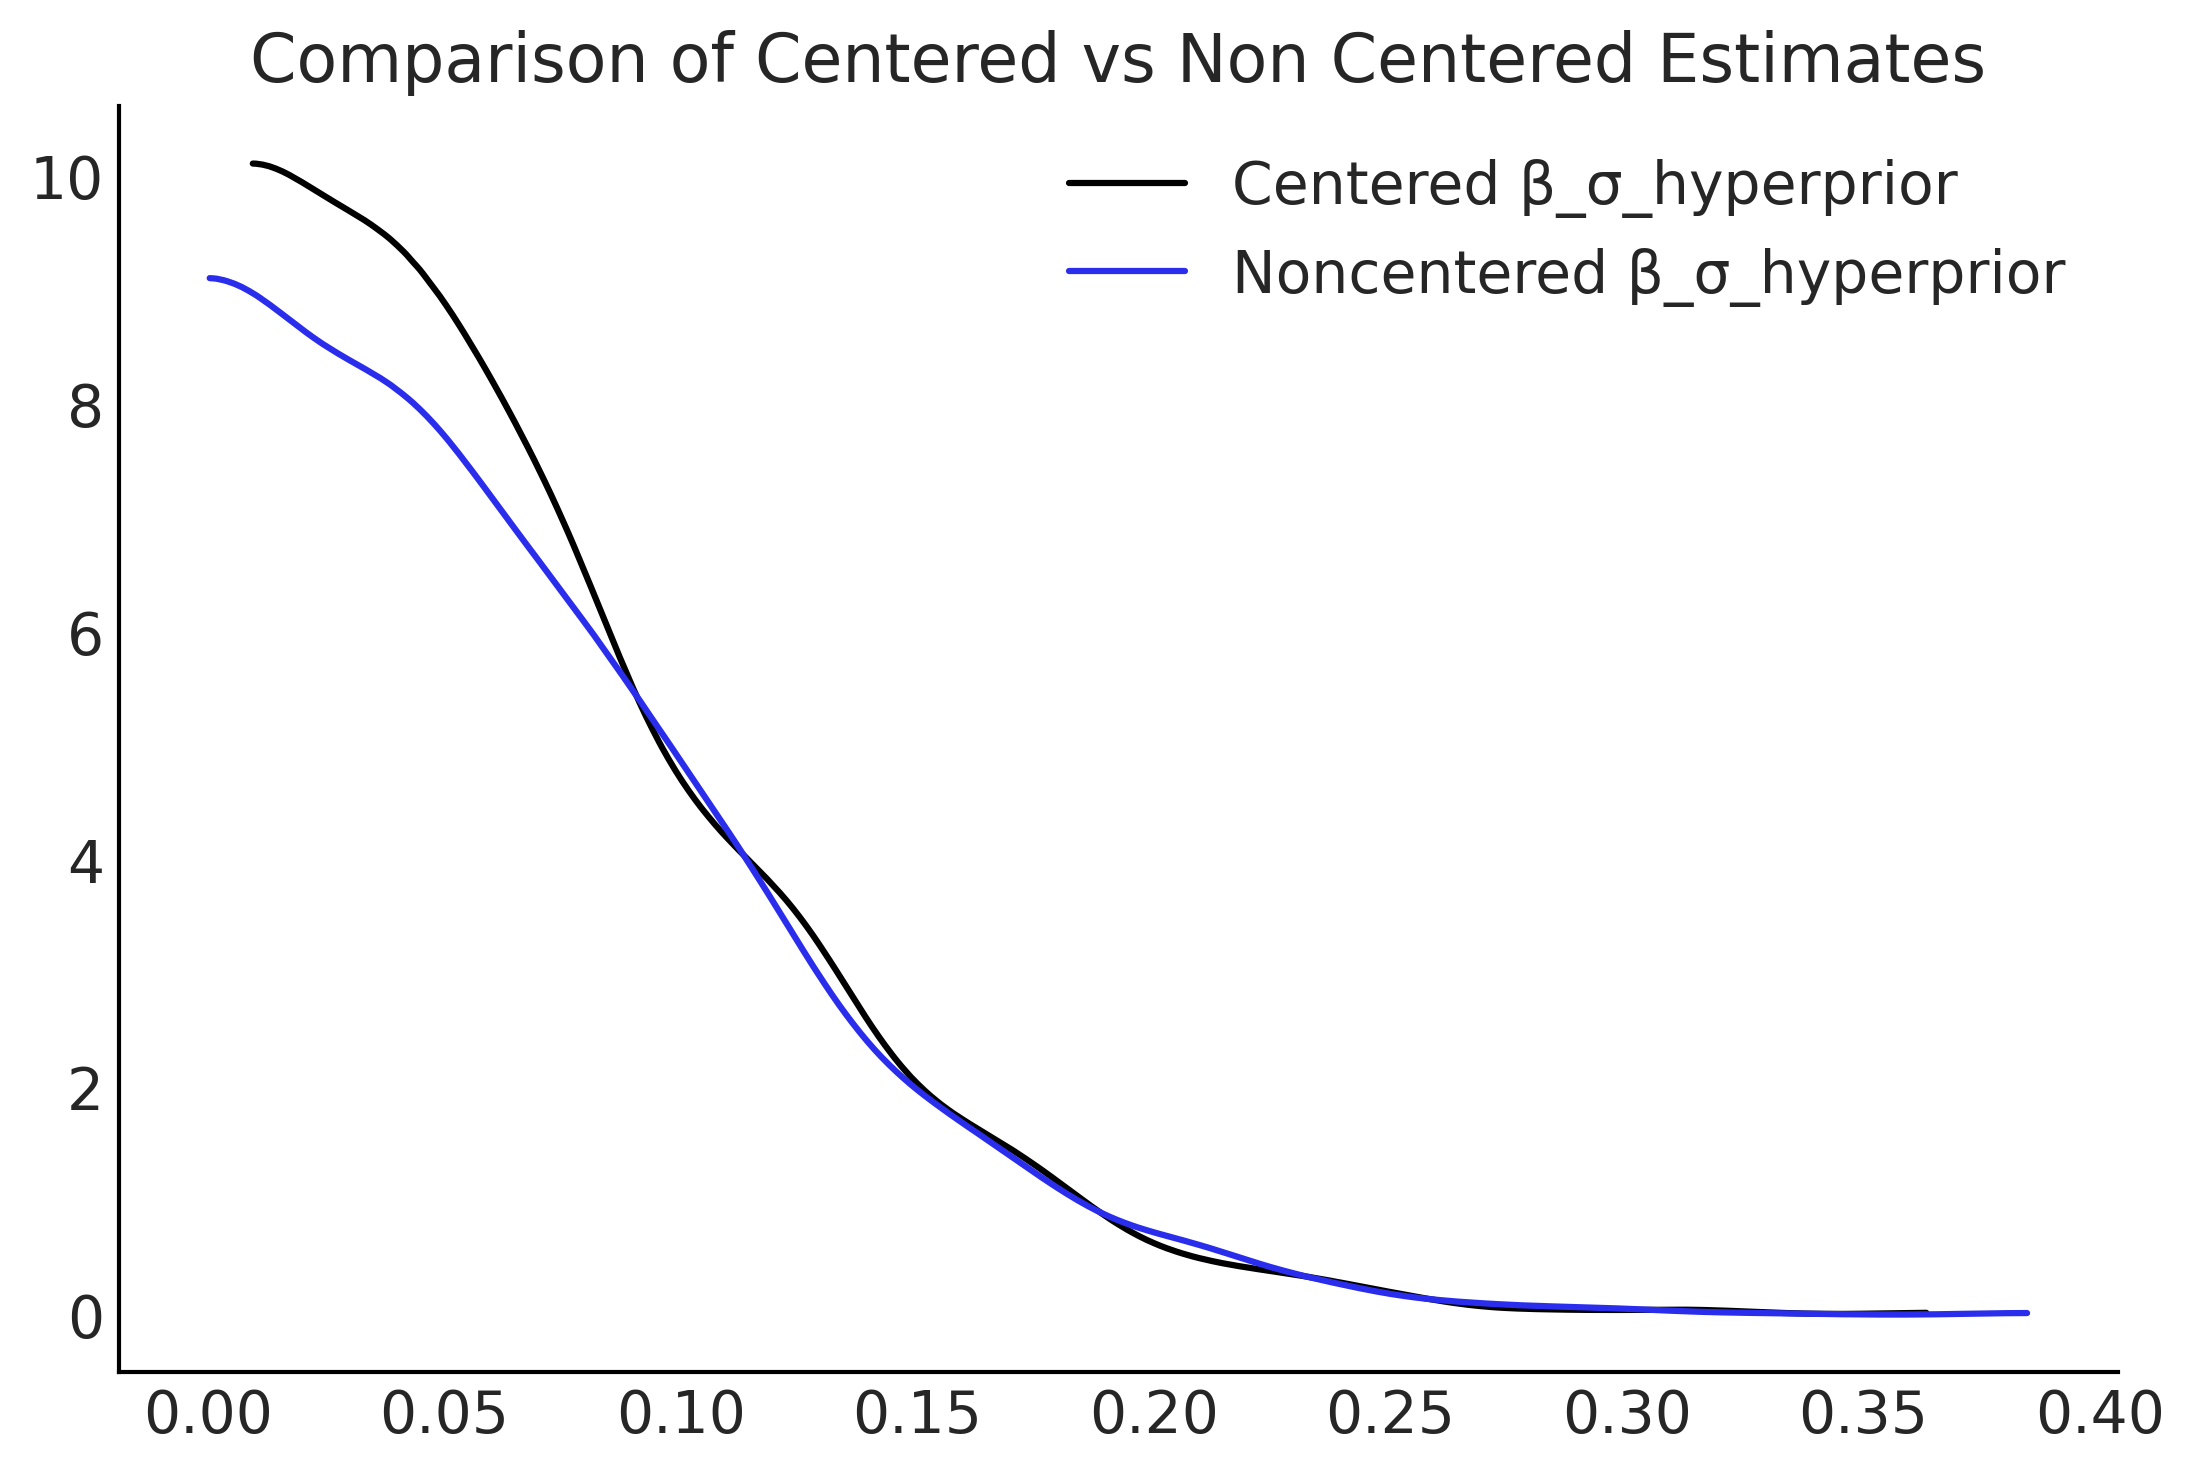 Comparison of Centered vs Non Centered Estimates
Centered β_σ_hyperprior
Noncentered β_σ_hyperprior
10
8
6
4
2
0
0.00 0.05 0.10 0.15 0.20 0.25 0.30 0.35 0.40